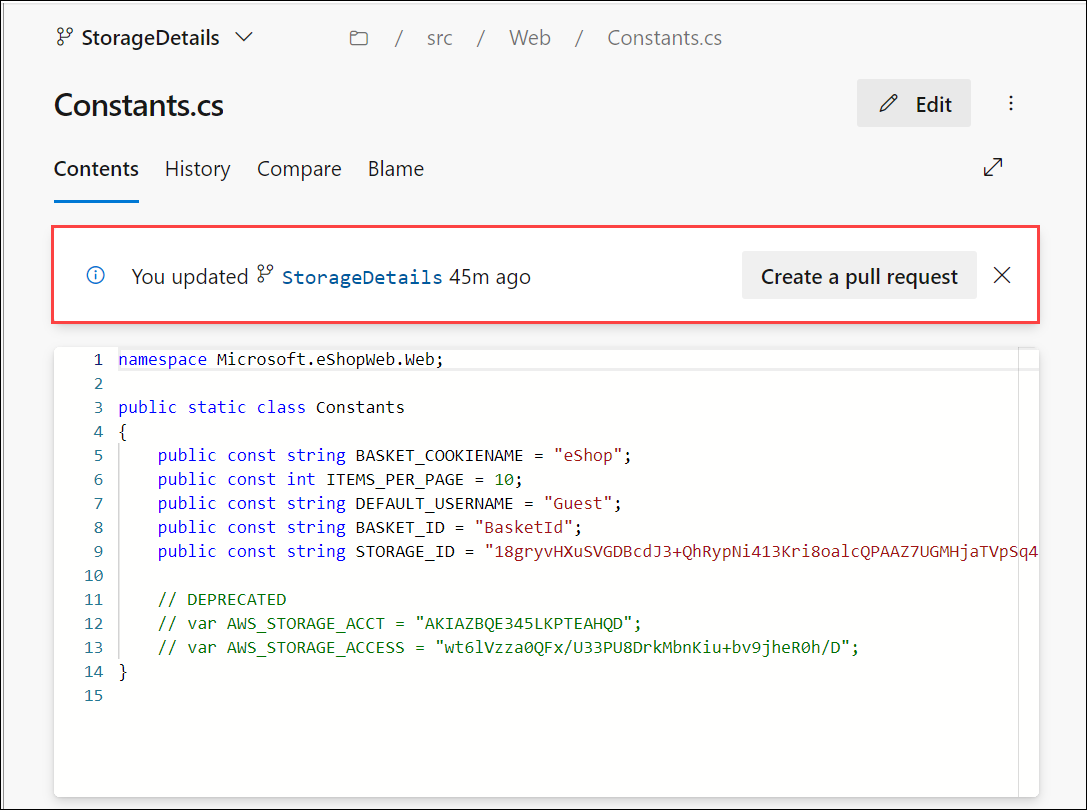 StorageDetails / src / Web / Constants.cs
Constants.cs Edit
Contents History Compare Blame
You updated StorageDetails 45m ago Create a pull request
1 namespace Microsoft.eShopWeb.Web;
2
3 public static class Constants
4 {
5 public const string BASKET_COOKIENAME = "eShop";
6 public const int ITEMS_PER_PAGE = 10;
7 public const string DEFAULT_USERNAME = "Guest";
8 public const string BASKET_ID = "BasketId";
9 public const string STORAGE_ID = "18gryvHXuSVGDBcdJ3+QhRypNi413Kri8oalcQPAAZ7UGMHjaTVpSq4
10
11 // DEPRECATED
12 // var AWS_STORAGE_ACCT = "AKIAZBQE345LKPTEAHQD";
13 // var AWS_STORAGE_ACCESS = "wt6lVzza0QFx/U33PU8DrkMbnKiu+bv9jheR0h/D";
14 }
15